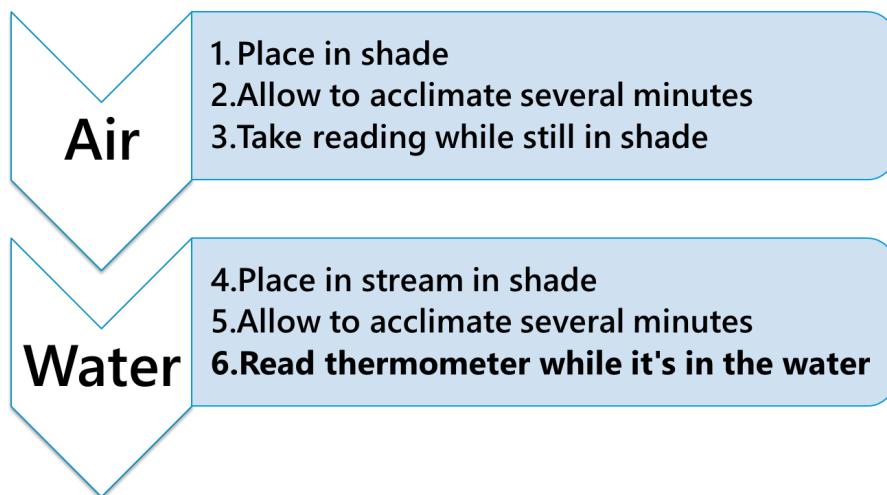 Air
1. Place in shade
2.Allow to acclimate several minutes
3.Take reading while still in shade
Water
4.Place in stream in shade
5.Allow to acclimate several minutes
6.Read thermometer while it's in the water